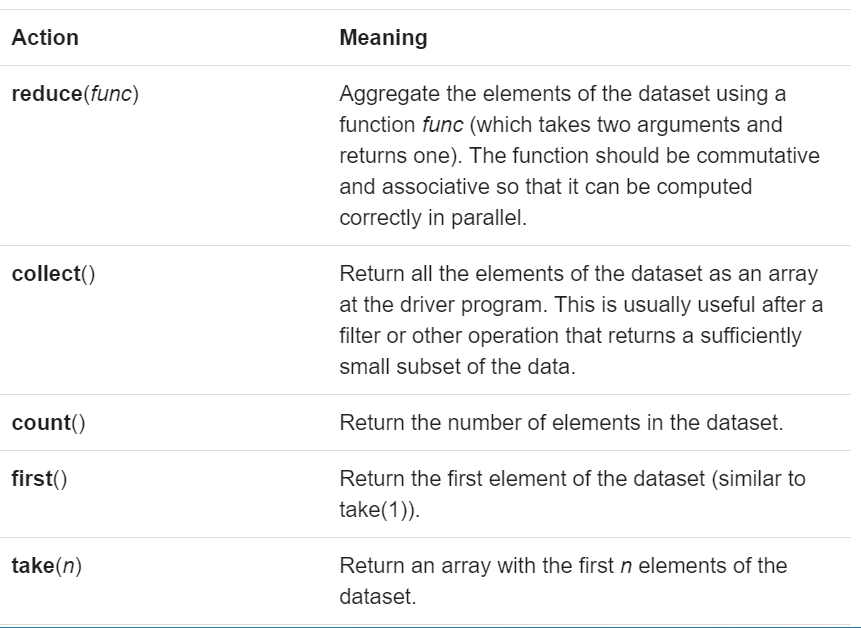 Action Meaning
reduce(func) Aggregate the elements of the dataset using a
function func (which takes two arguments and
returns one). The function should be commutative
and associative so that it can be computed
correctly in parallel.
collect() Return all the elements of the dataset as an array
at the driver program. This is usually useful after a
filter or other operation that returns a sufficiently
small subset of the data.
count() Return the number of elements in the dataset.
first() Return the first element of the dataset (similar to
take(1)).
take(n) Return an array with the first n elements of the
dataset.